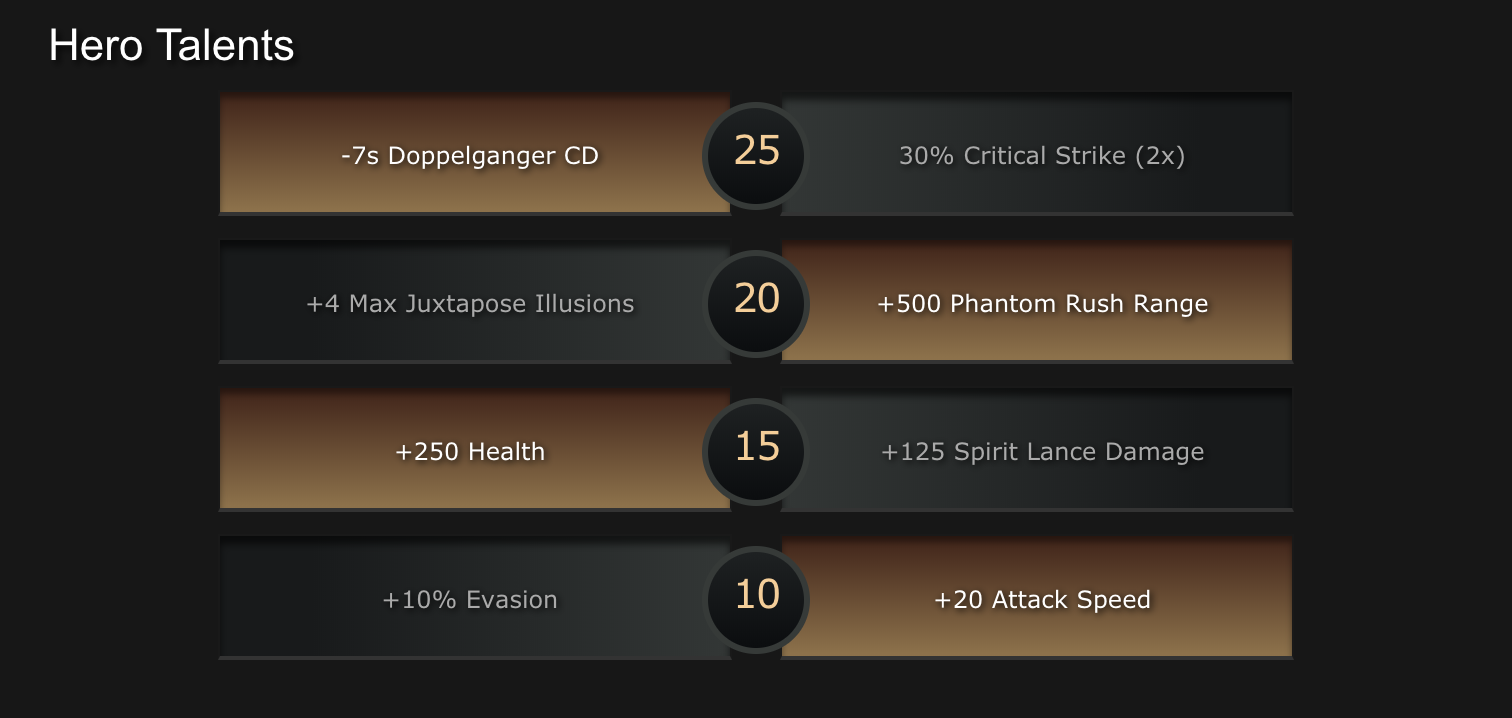 Hero Talents
-7s Doppelganger CD 25 30% Critical Strike (2x)
+4 Max Juxtapose Illusions 20 +500 Phantom Rush Range
+250 Health 15 +125 Spirit Lance Damage
+10% Evasion 10 +20 Attack Speed